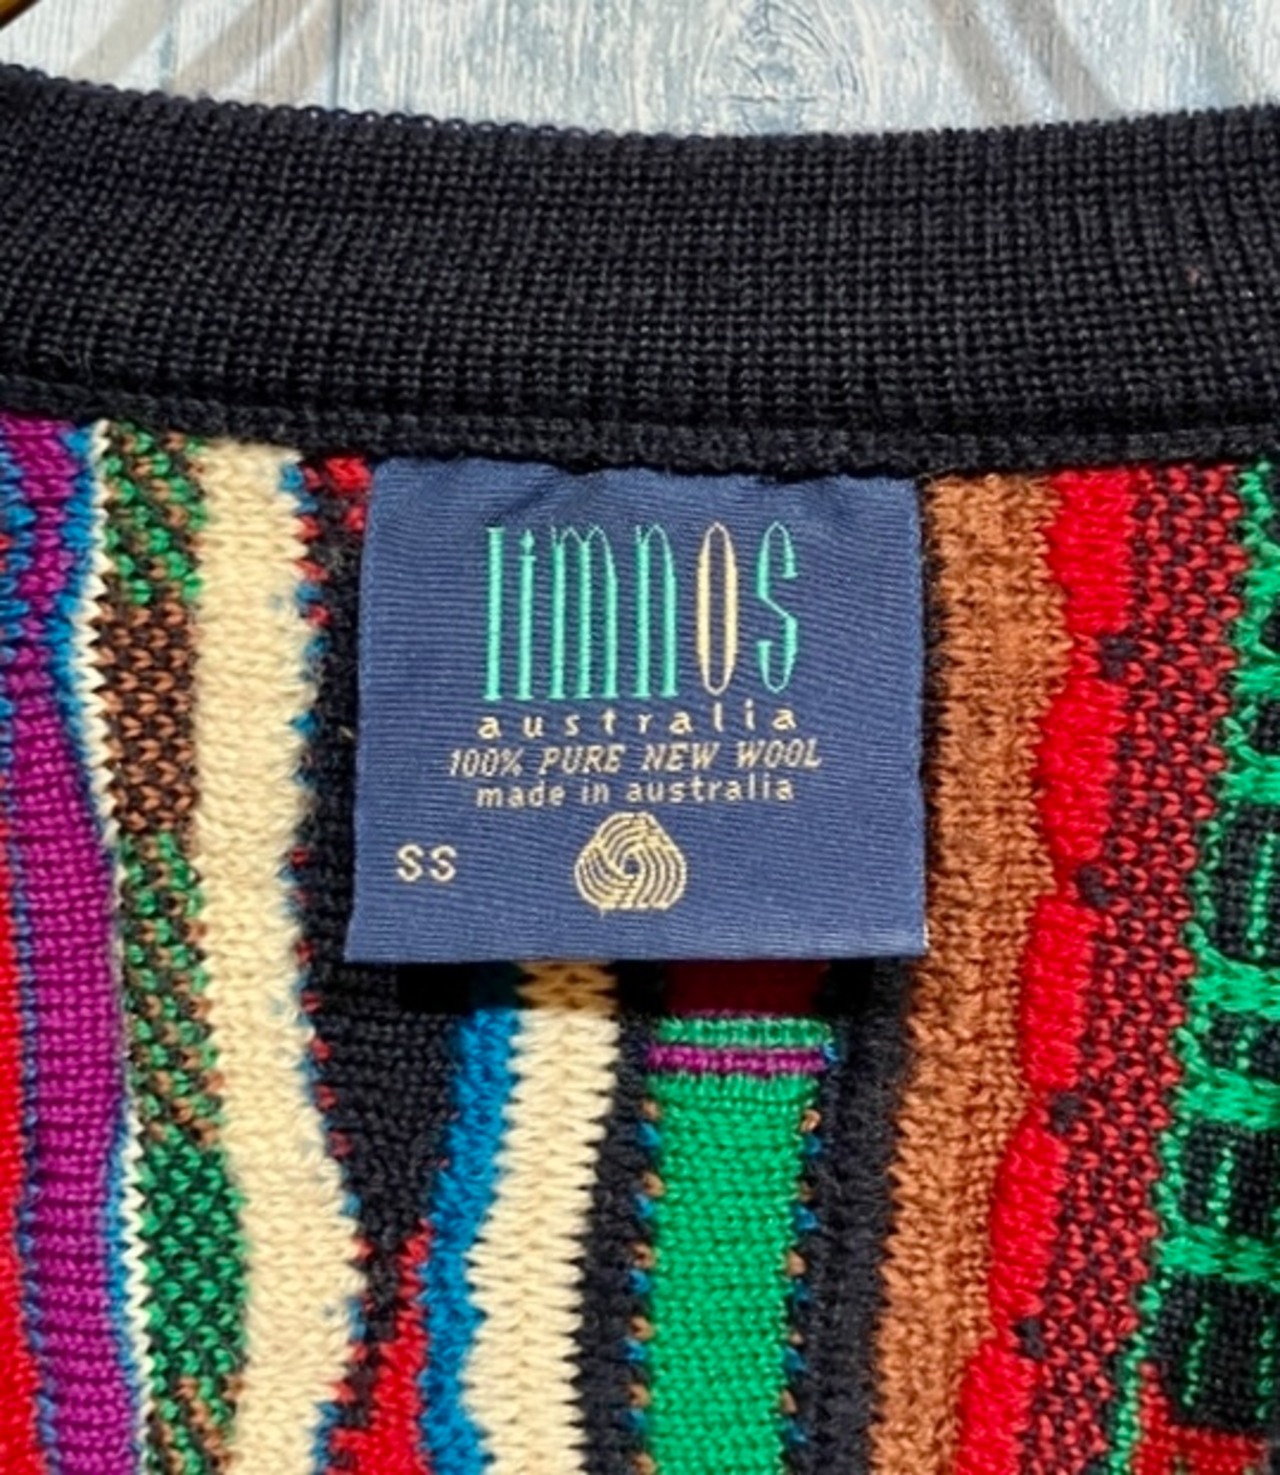 limnos
australia
100% PURE NEW WOOL
made in australia
SS